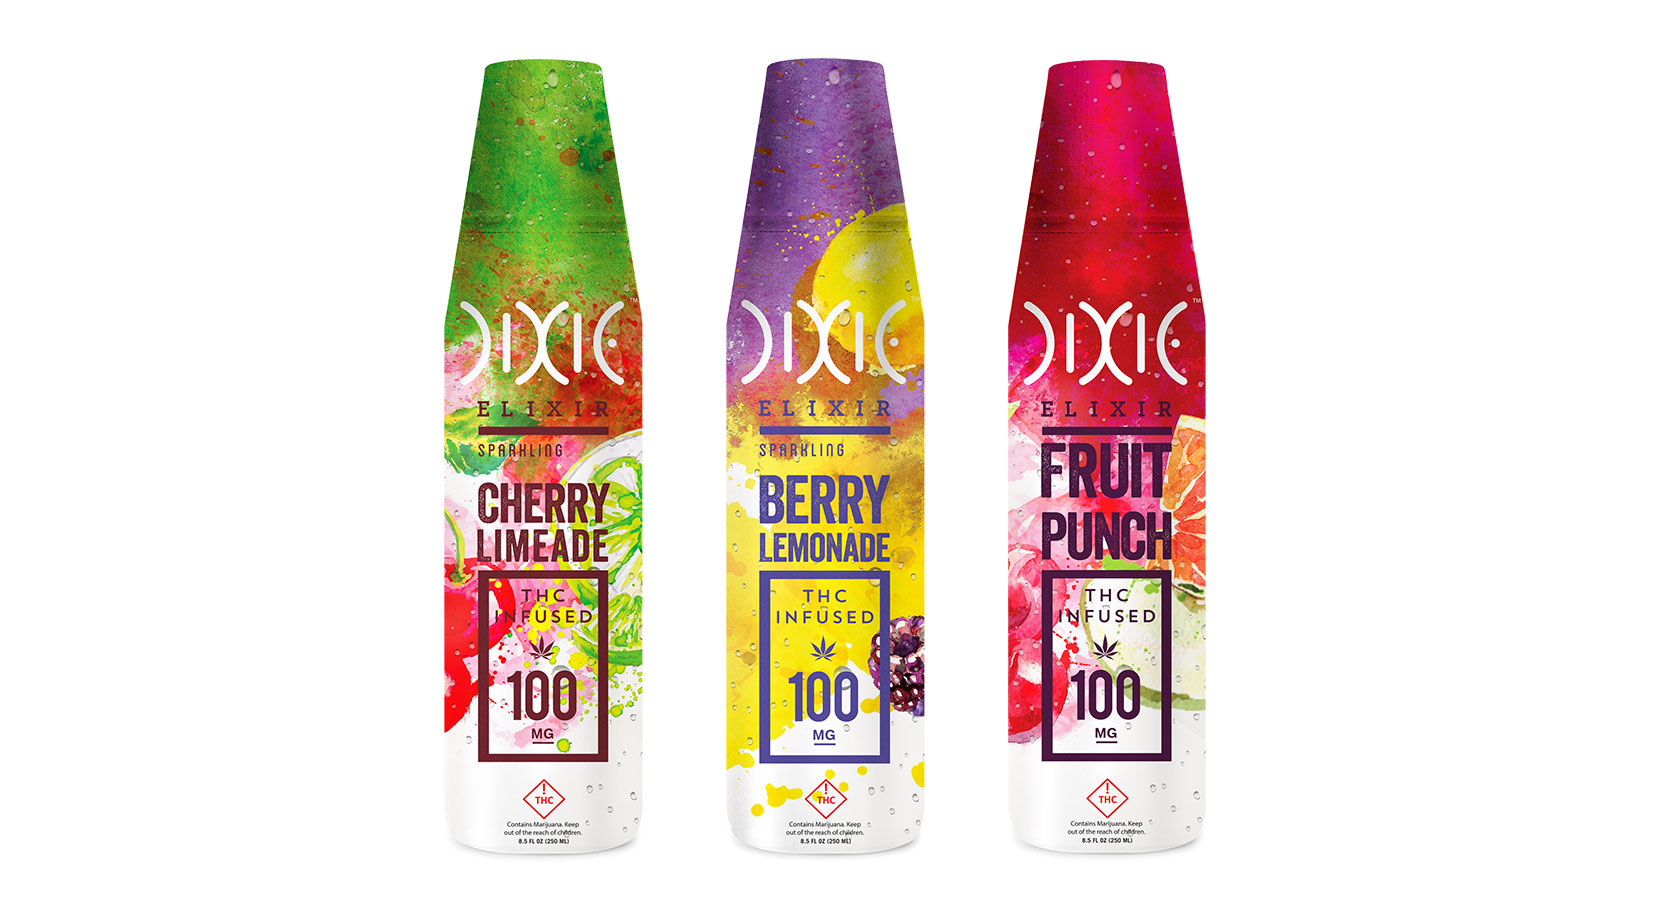 DIXIE™
ELIXIR
SPARKLING
CHERRY
LIMEADE
THC
INFUSED
100
MG
!
THC
Contains Marijuana. Keep
out of the reach of children.
8.5 FL OZ (250 ML)
DIXIE™
ELIXIR
SPARKLING
BERRY
LEMONADE
THC
INFUSED
100
MG
!
THC
Contains Marijuana. Keep
out of the reach of children.
8.5 FL OZ (250 ML)
DIXIE™
ELIXIR
FRUIT
PUNCH
THC
INFUSED
100
MG
!
THC
Contains Marijuana. Keep
out of the reach of children.
8.5 FL OZ (250 ML)